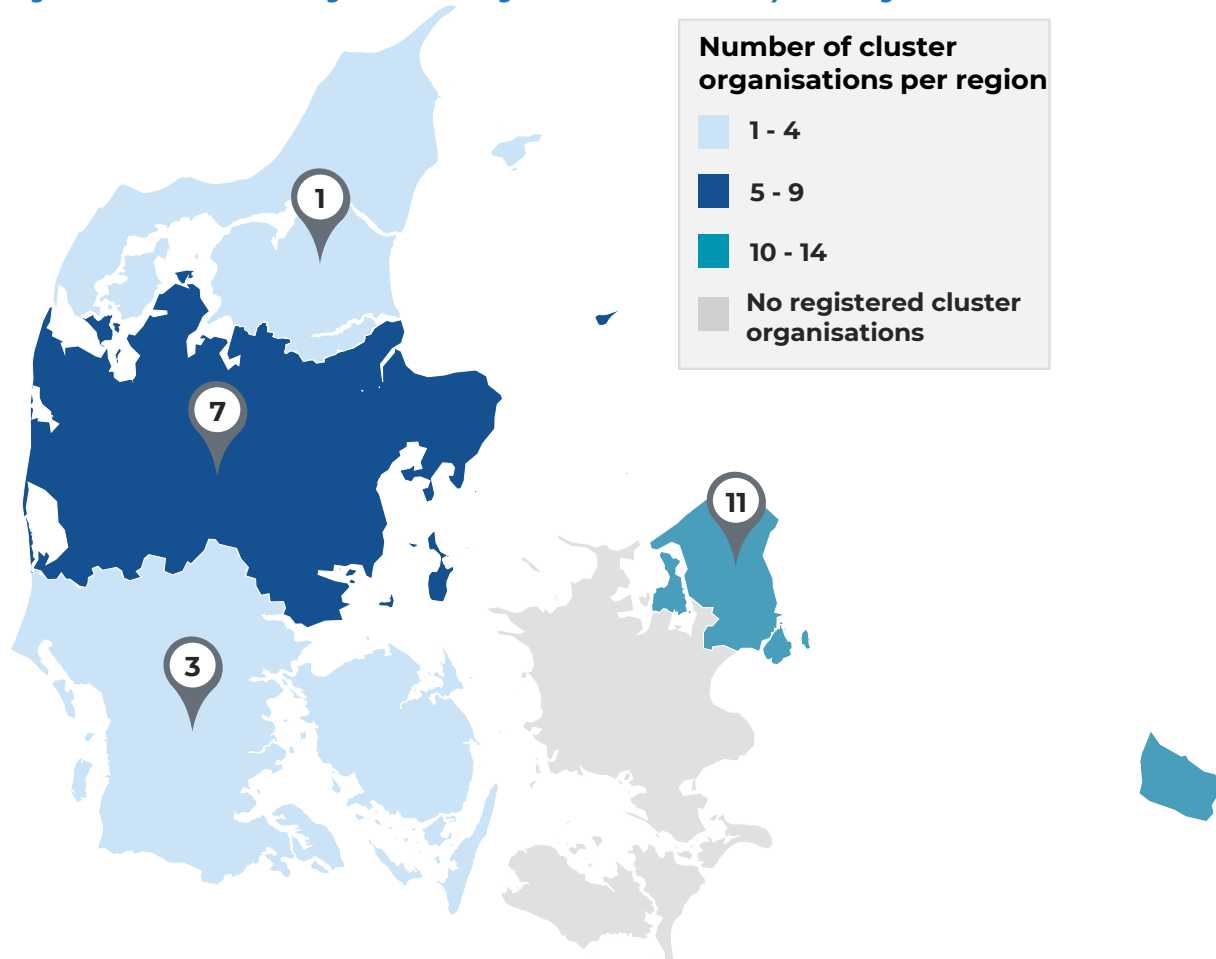 Number of cluster
organisations per region
1 - 4
5 - 9
10 - 14
No registered cluster
organisations
1
7
11
3